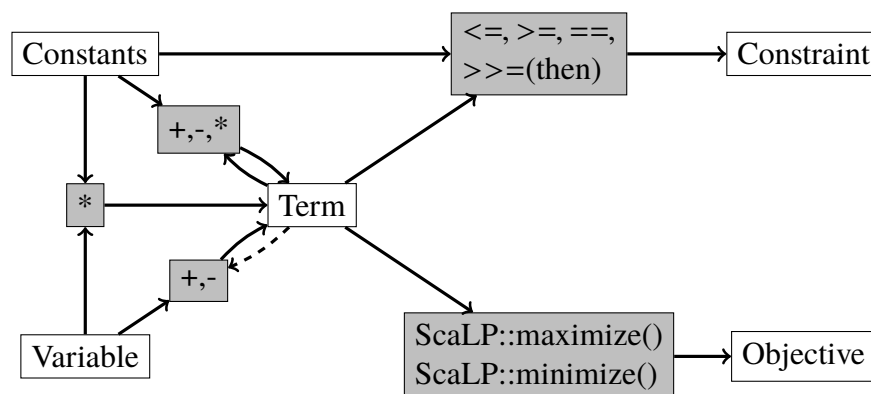 Constants
<=, >=, ==,
>>=(then)
Constraint
+,-,*
*
Term
+,-
Variable
ScaLP::maximize()
ScaLP::minimize()
Objective